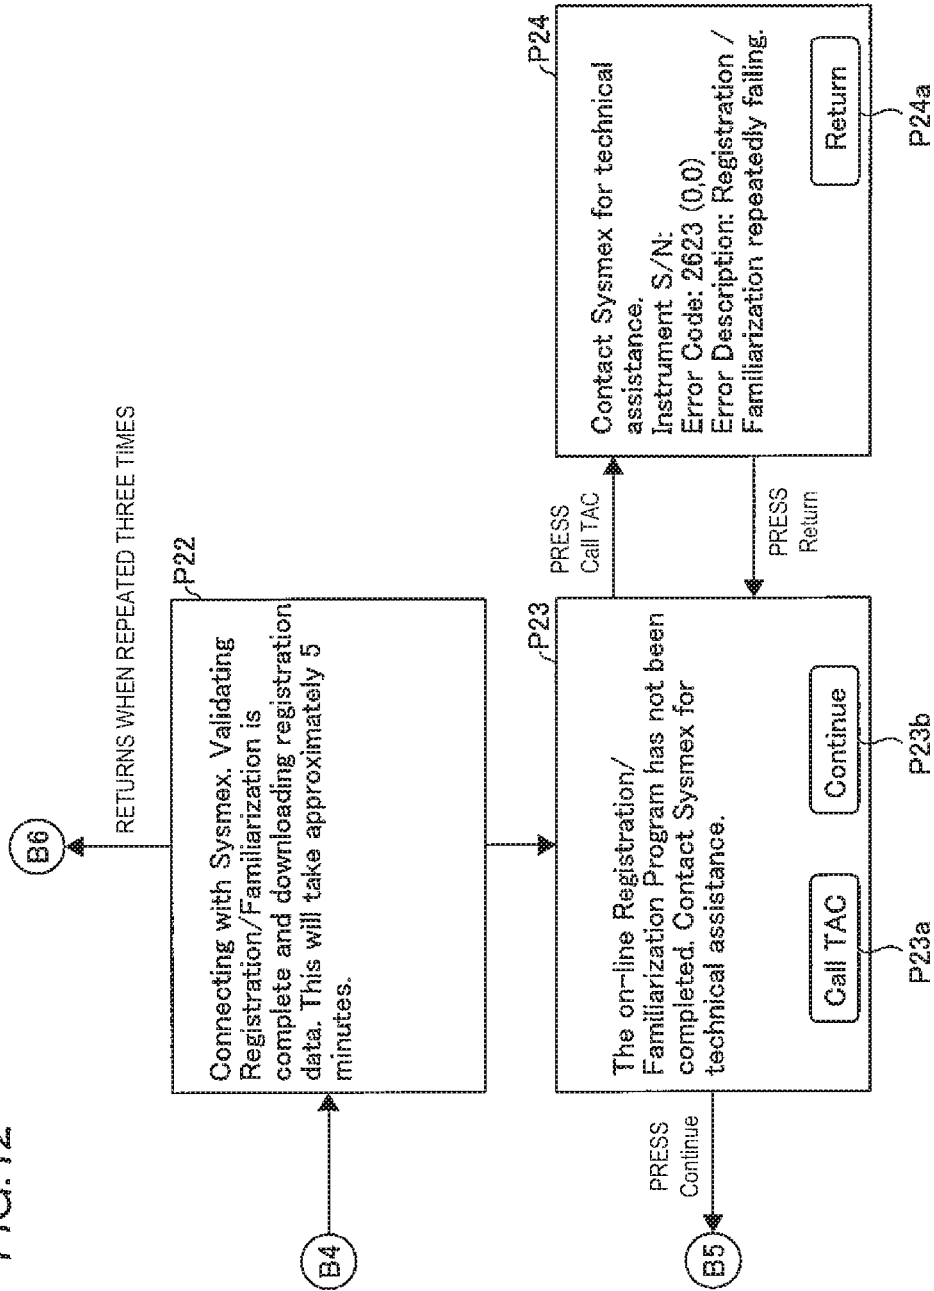 FIG. 12
B6
RETURNS WHEN REPEATED THREE TIMES
P22
Connecting with Sysmex. Validating
Registration/Familiarization is
complete and downloading registration
data. This will take approximately 5
minutes.
B4
P23
The on-line Registration/
Familiarization Program has not been
completed. Contact Sysmex for
technical assistance.
Call TAC
Continue
P23a
P23b
PRESS
Continue
B5
PRESS
Call TAC
PRESS
Return
P24
Contact Sysmex for technical
assistance.
Instrument S/N:
Error Code: 2623 (0,0)
Error Description: Registration /
Familiarization repeatedly failing.
Return
P24a